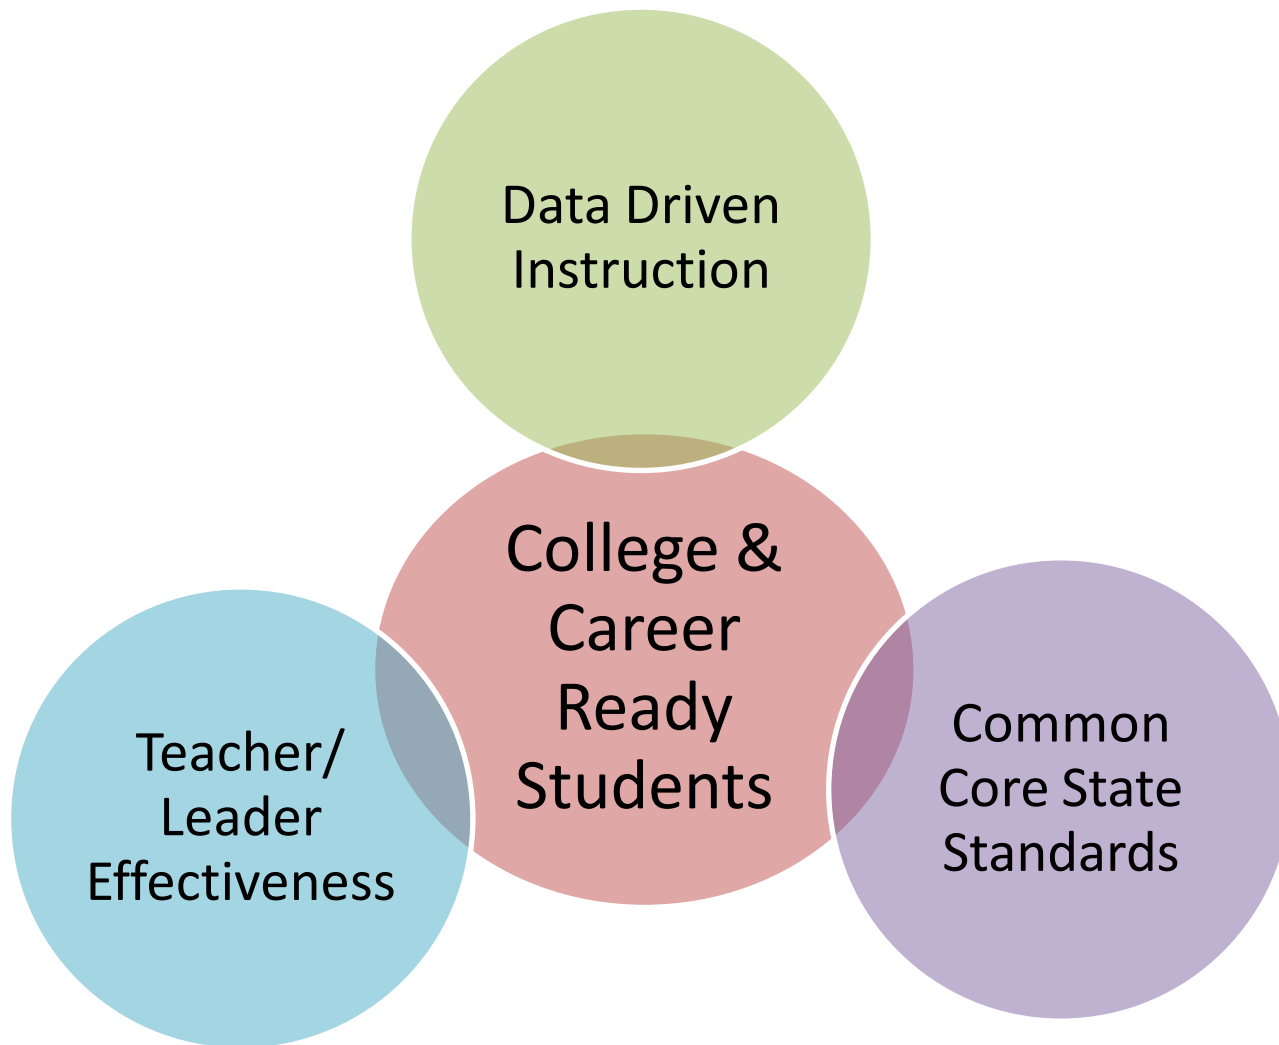 Data Driven
Instruction
College &
Career
Ready
Students
Teacher/
Leader
Effectiveness
Common
Core State
Standards